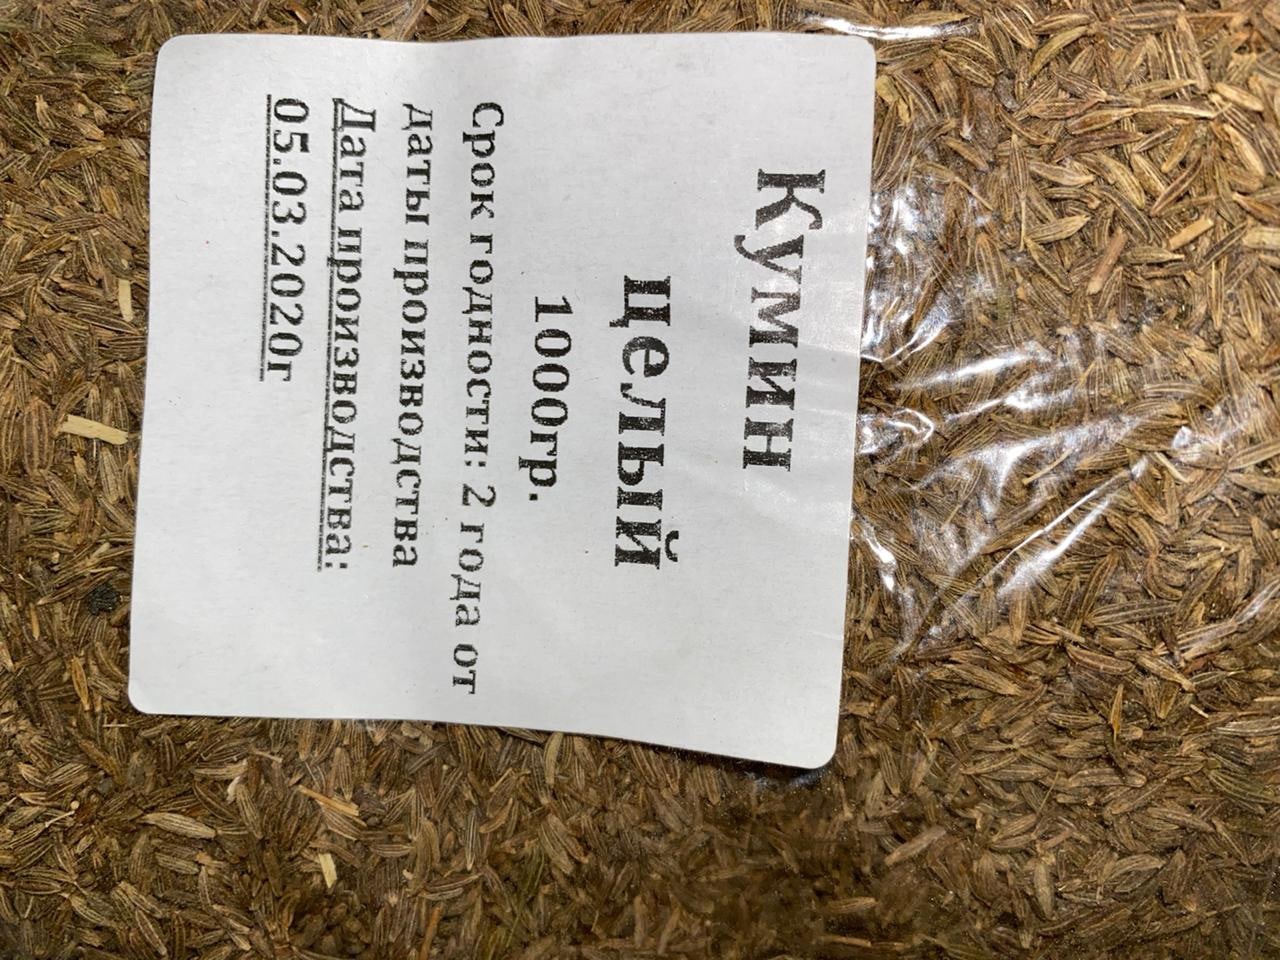 Кумин
целый
1000гр.
Срок годности: 2 года от
даты производства
Дата производства:
05.03.2020г